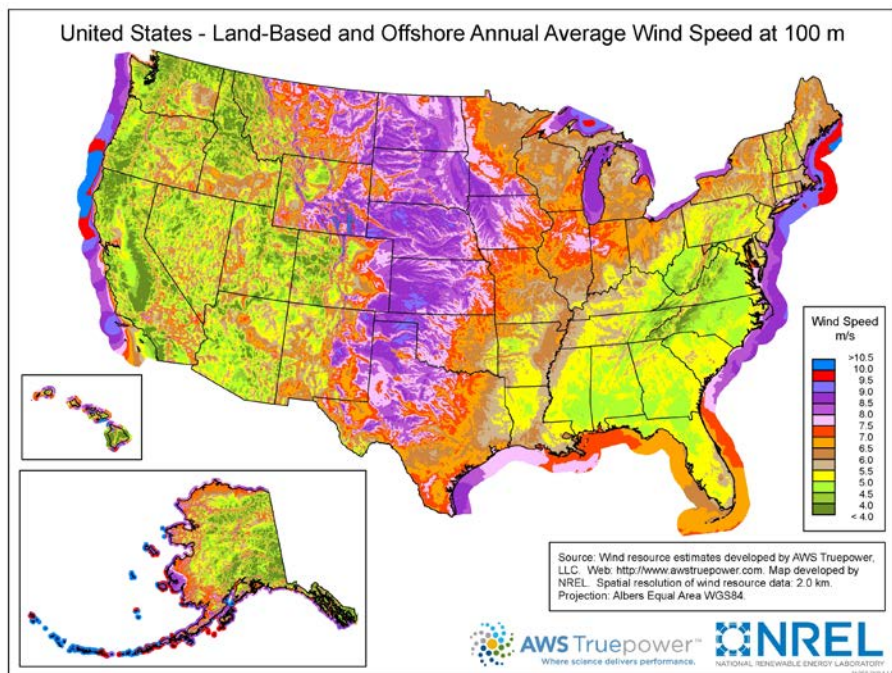 United States - Land-Based and Offshore Annual Average Wind Speed at 100 m
Wind Speed
m/s
>10.5
10.0
9.5
9.0
8.5
8.0
7.5
7.0
6.5
6.0
5.5
5.0
4.5
4.0
< 4.0
Source: Wind resource estimates developed by AWS Truepower,
LLC. Web: http://www.awstruepower.com. Map developed by
NREL. Spatial resolution of wind resource data: 2.0 km.
Projection: Albers Equal Area WGS84.
AWS Truepower™
Where science delivers performance.
NREL
NATIONAL RENEWABLE ENERGY LABORATORY